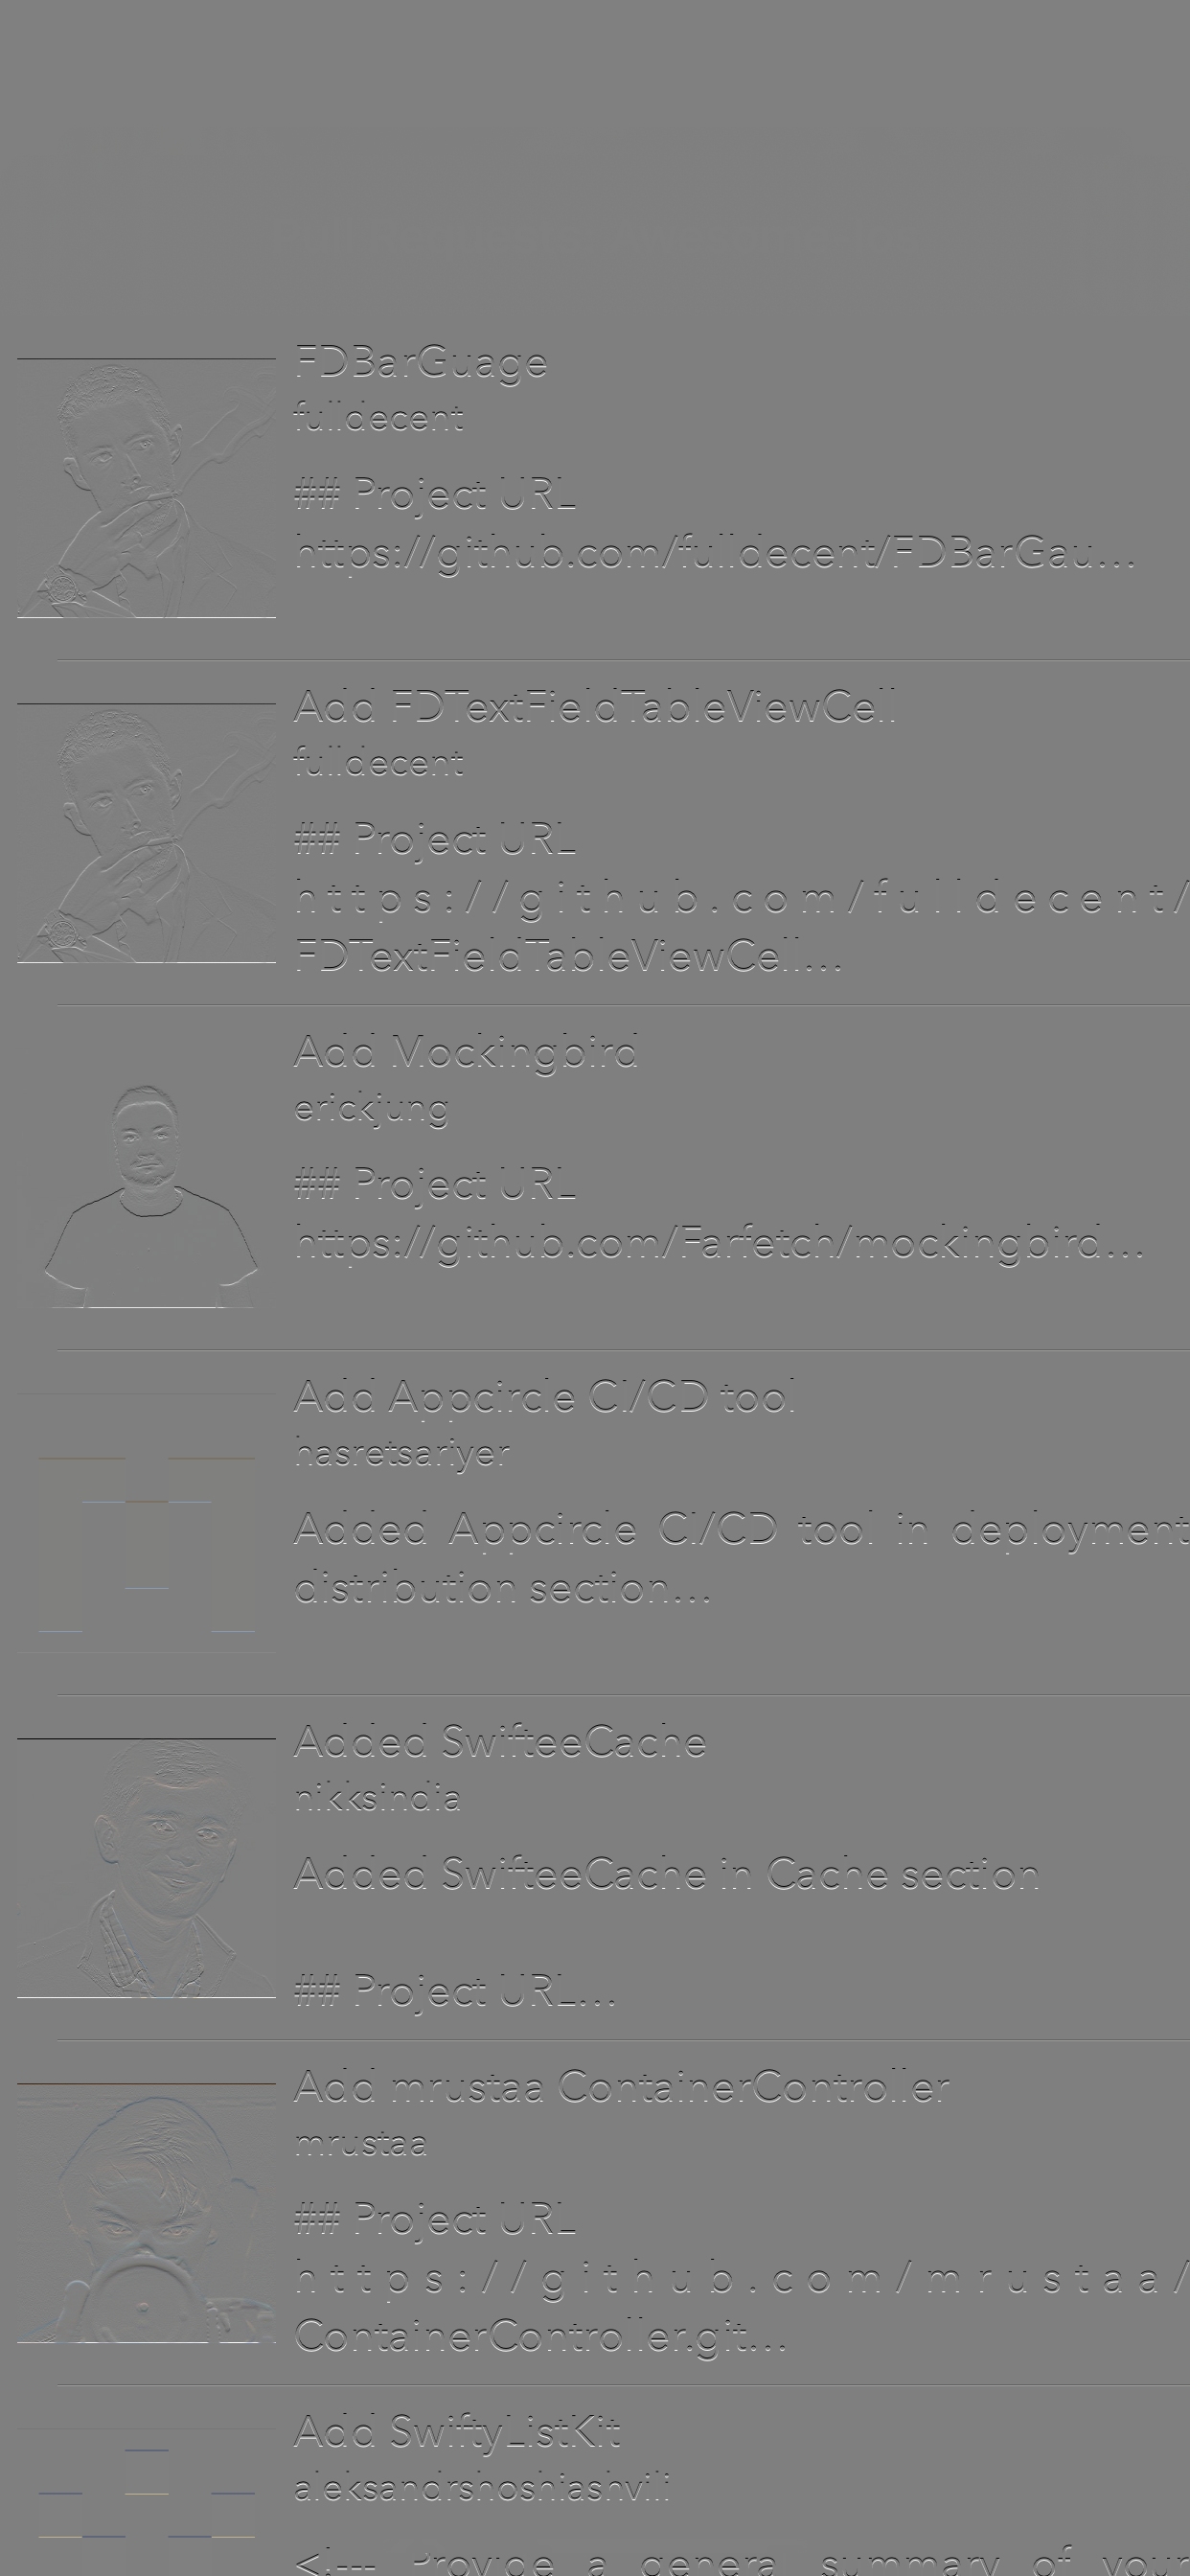 FDBarGuage
fulldecent
## Project URL
https://github.com/fulldecent/FDBarGau...
Add FDTextFieldTableViewCell
fulldecent
## Project URL
https://github.com/fulldecent/
FDTextFieldTableViewCell...
Add Mockingbird
erickjung
## Project URL
https://github.com/Farfetch/mockingbird...
Add Appcircle CI/CD tool
hasretsariyer
Added Appcircle CI/CD tool in deployment
distribution section...
Added SwifteeCache
nikksindia
Added SwifteeCache in Cache section
## Project URL...
Add mrustaa ContainerController
mrustaa
## Project URL
https://github.com/mrustaa/
ContainerController.git...
Add SwiftyListKit
aleksandrshoshiashvili
<!--- Provide a general summary of your